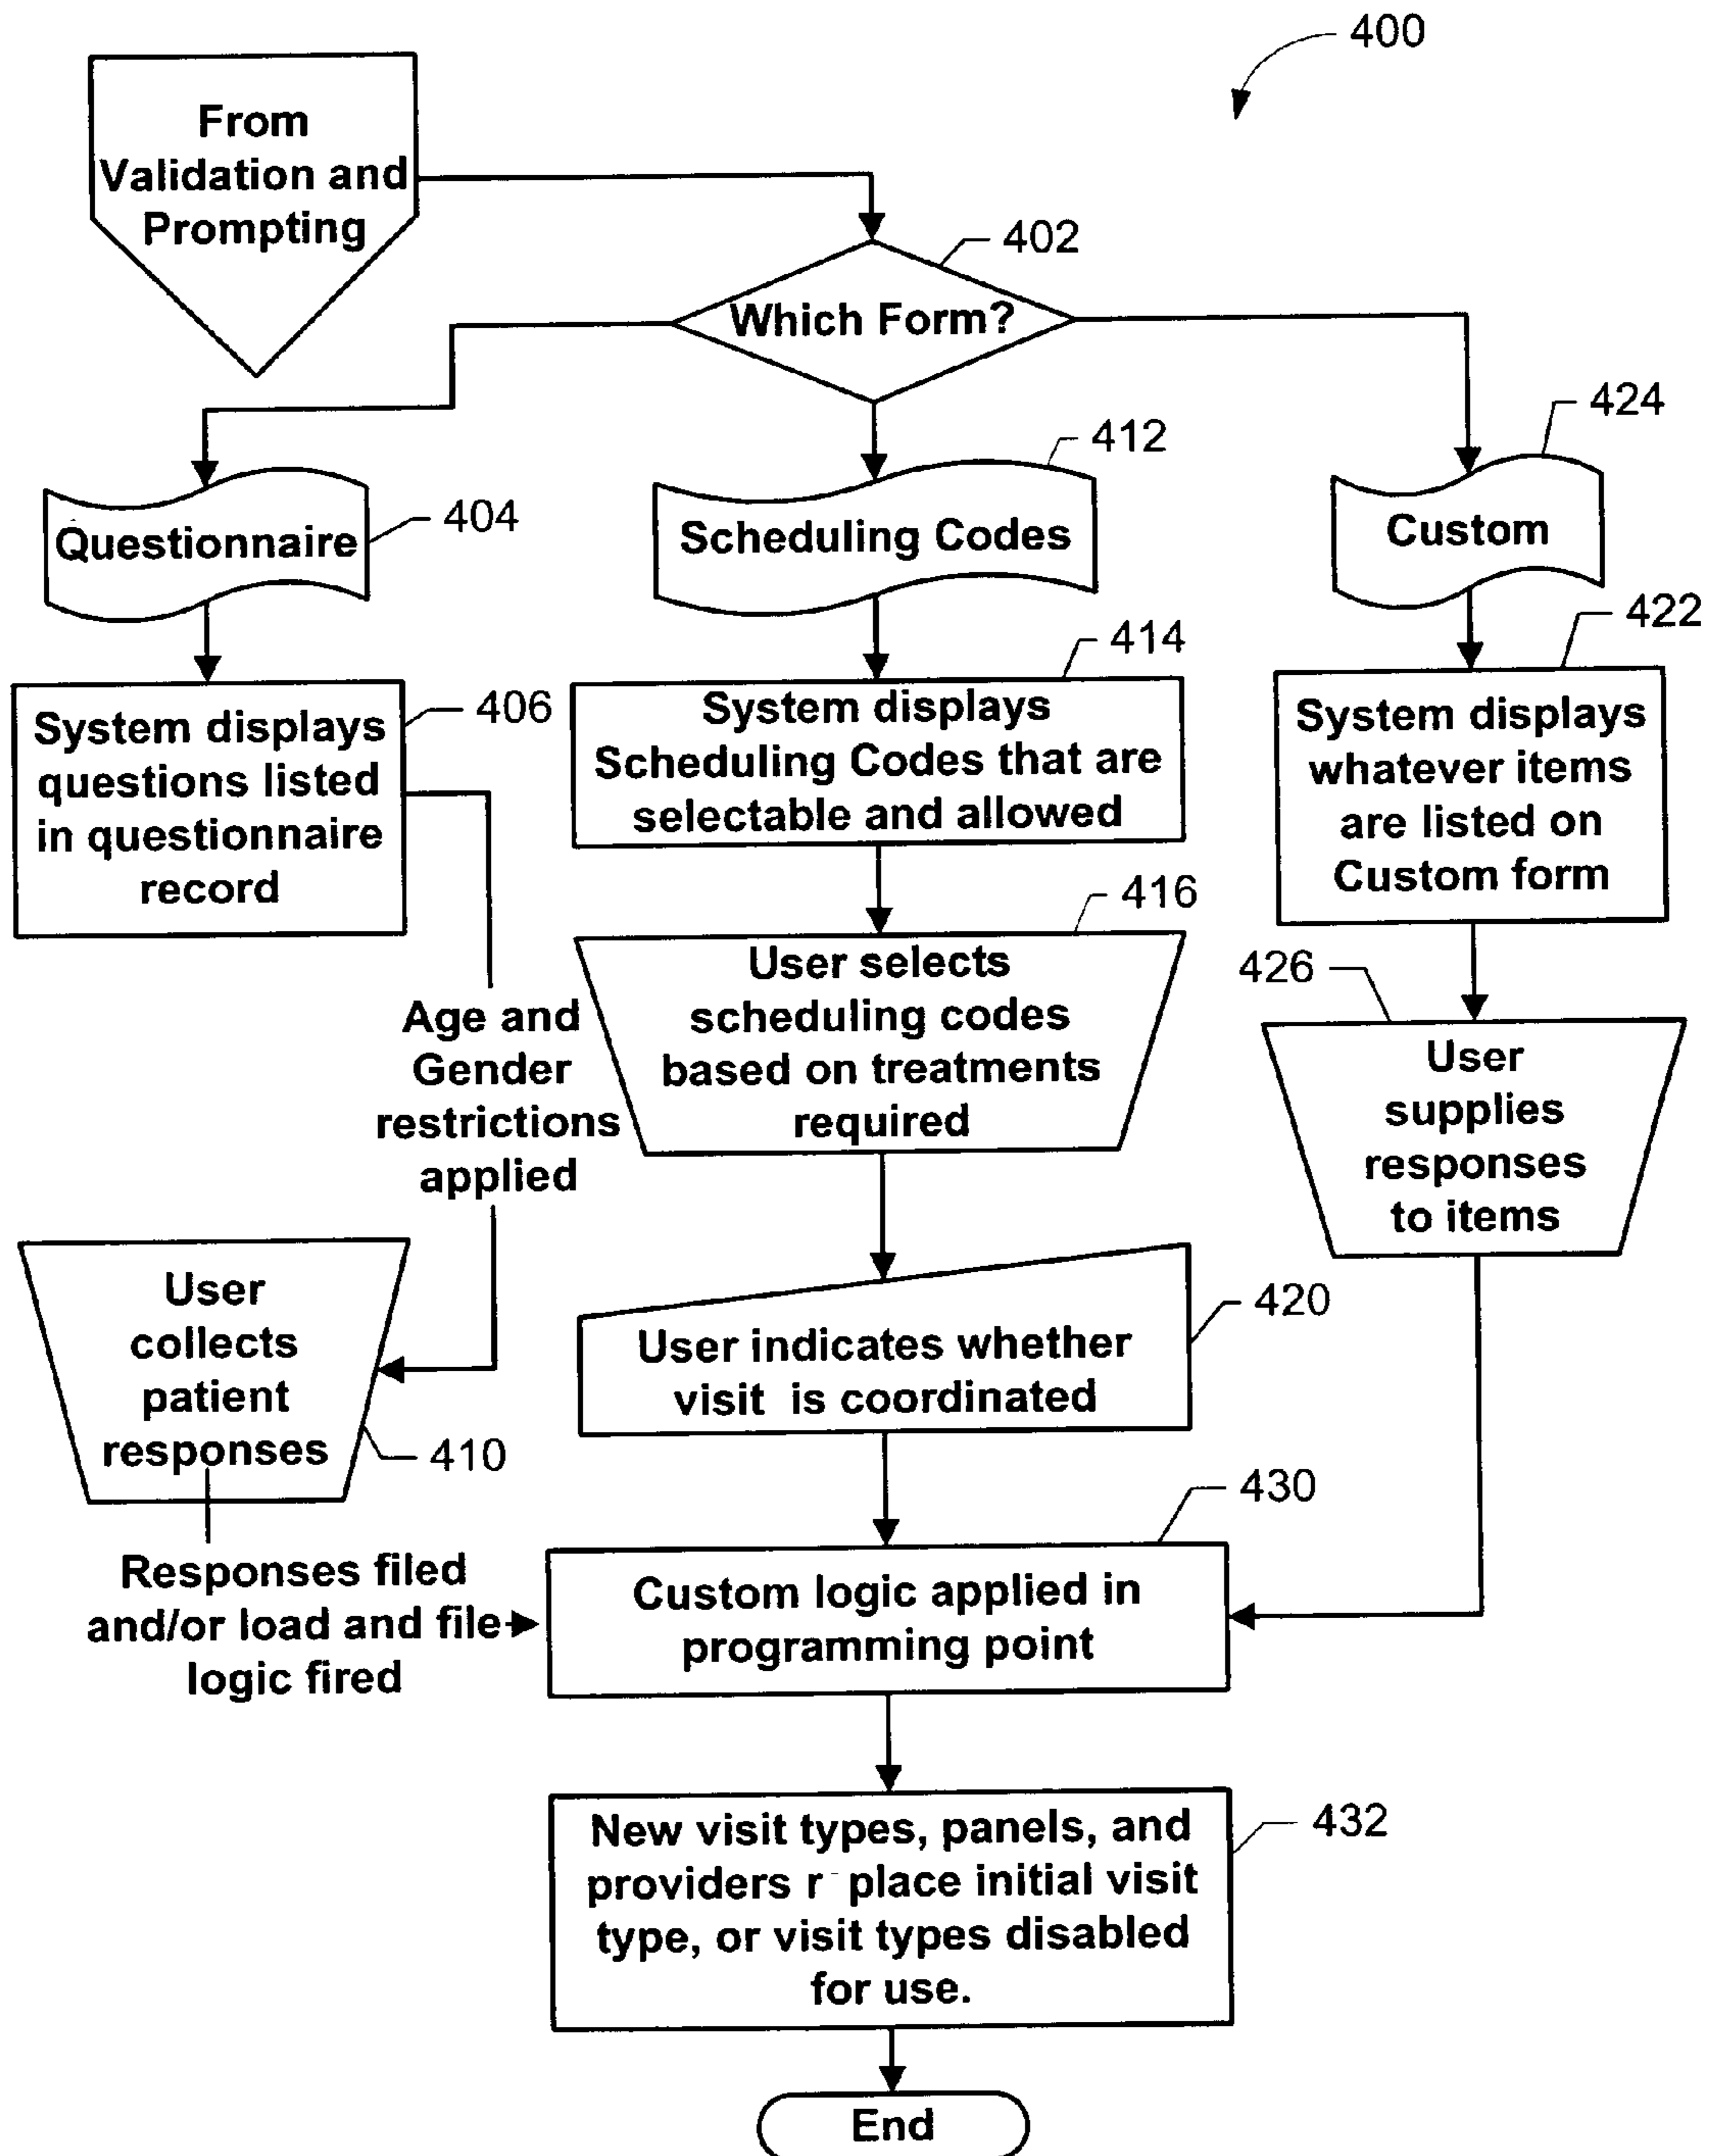 400
From
Validation and
Prompting
402
Which Form?
404
Questionnaire
412
Scheduling Codes
424
Custom
406
System displays
questions listed
in questionnaire
record
414
System displays
Scheduling Codes that are
selectable and allowed
422
System displays
whatever items
are listed on
Custom form
Age and
Gender
restrictions
applied
416
User selects
scheduling codes
based on treatments
required
426
User
supplies
responses
to items
User
collects
patient
responses
410
420
User indicates whether
visit is coordinated
Responses filed
and/or load and file
logic fired
430
Custom logic applied in
programming point
432
New visit types, panels, and
providers r place initial visit
type, or visit types disabled
for use.
End